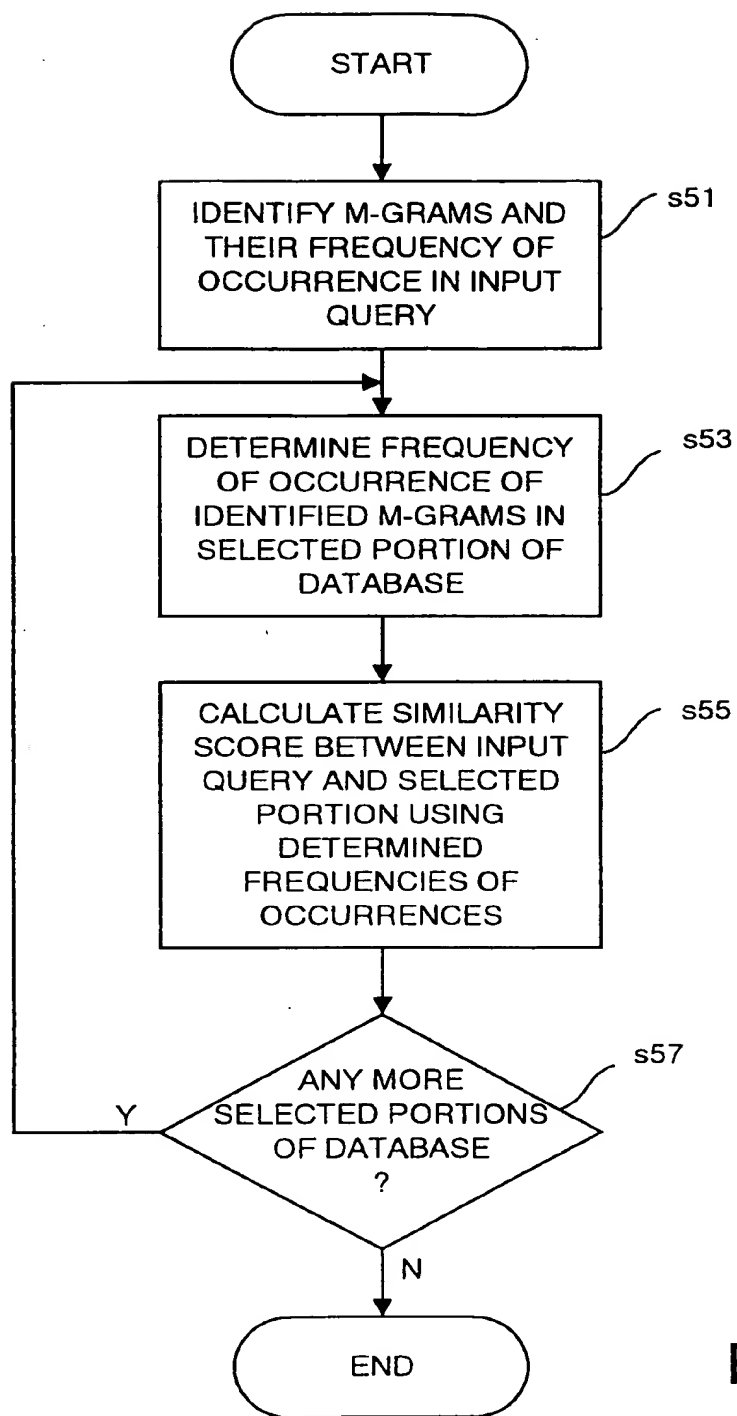 START
IDENTIFY M-GRAMS AND
THEIR FREQUENCY OF
OCCURRENCE IN INPUT
QUERY
s51
DETERMINE FREQUENCY
OF OCCURRENCE OF
IDENTIFIED M-GRAMS IN
SELECTED PORTION OF
DATABASE
s53
CALCULATE SIMILARITY
SCORE BETWEEN INPUT
QUERY AND SELECTED
PORTION USING
DETERMINED
FREQUENCIES OF
OCCURRENCES
s55
ANY MORE
SELECTED PORTIONS
OF DATABASE
?
s57
Y
N
END